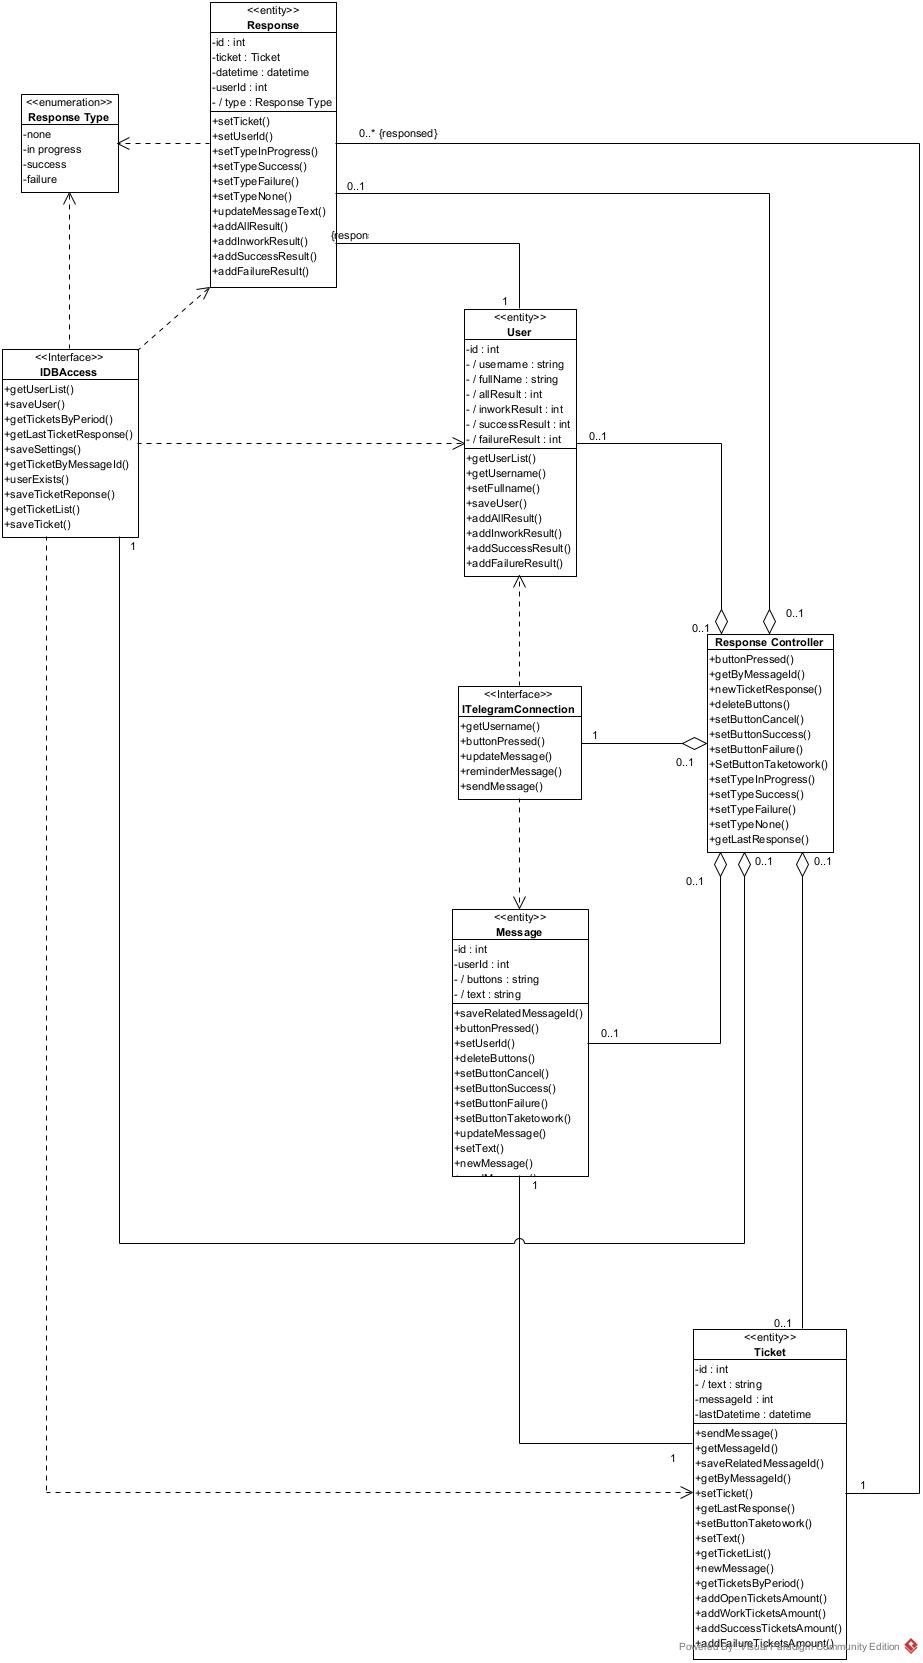 <<entity>>
Response
-id : int
-ticket : Ticket
-datetime : datetime
-userId : int
- / type : Response Type
+setTicket()
+setUserId()
+setTypeInProgress()
+setTypeSuccess()
+setTypeFailure()
+setTypeNone()
+updateMessageText()
+addAllResult()
+addInworkResult()
+addSuccessResult()
+addFailureResult()
<<enumeration>>
Response Type
-none
-in progress
-success
-failure
0..* {responsed}
0..1
{respon
1
<<entity>>
User
-id : int
- / username : string
- / fullName : string
- / allResult : int
- / inworkResult : int
- / successResult : int
- / failureResult : int
+getUserList()
+getUsername()
+setFullname()
+saveUser()
+addAllResult()
+addInworkResult()
+addSuccessResult()
+addFailureResult()
<<Interface>>
IDBAccess
+getUserList()
+saveUser()
+getTicketsByPeriod()
+getLastTicketResponse()
+saveSettings()
+getTicketByMessageId()
+userExists()
+saveTicketReponse()
+getTicketList()
+saveTicket()
1
0..1
0..1
0..1
Response Controller
+buttonPressed()
+getByMessageId()
+newTicketResponse()
+deleteButtons()
+setButtonCancel()
+setButtonSuccess()
+setButtonFailure()
+SetButtonTaketowork()
+setTypeInProgress()
+setTypeSuccess()
+setTypeFailure()
+setTypeNone()
+getLastResponse()
<<Interface>>
ITelegramConnection
+getUsername()
+buttonPressed()
+updateMessage()
+reminderMessage()
+sendMessage()
1
0..1
0..1
0..1
0..1
<<entity>>
Message
-id : int
-userId : int
- / buttons : string
- / text : string
+saveRelatedMessageId()
+buttonPressed()
+setUserId()
+deleteButtons()
+setButtonCancel()
+setButtonSuccess()
+setButtonFailure()
+setButtonTaketowork()
+updateMessage()
+setText()
+newMessage()
0..1
1
0..1
<<entity>>
Ticket
-id : int
- / text : string
-messageId : int
-lastDatetime : datetime
+sendMessage()
+getMessageId()
+saveRelatedMessageId()
+getByMessageId()
+setTicket()
+getLastResponse()
+setButtonTaketowork()
+setText()
+getTicketList()
+newMessage()
+getTicketsByPeriod()
+addOpenTicketsAmount()
+addWorkTicketsAmount()
+addSuccessTicketsAmount()
+addFailureTicketsAmount()
1
1
Powered By Visual Paradigm Community Edition